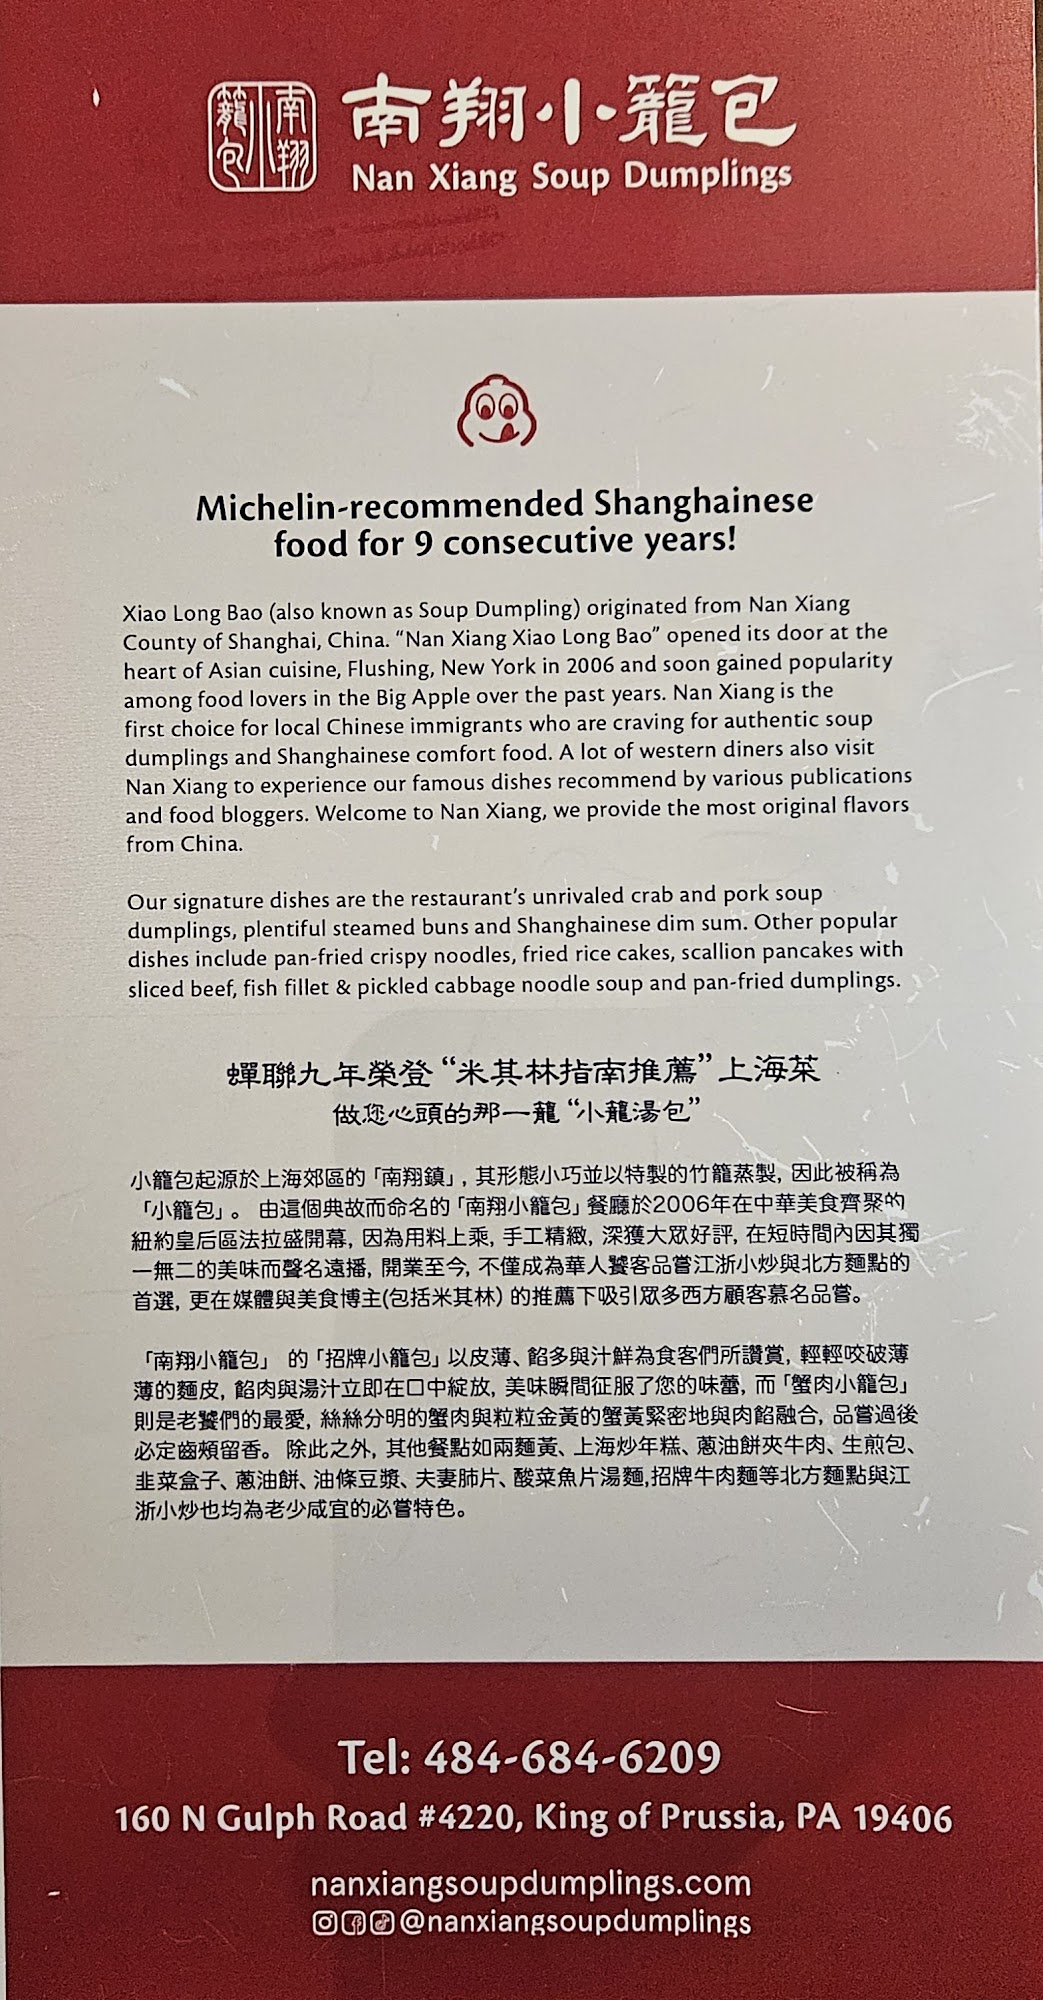 南翔
小籠包
南翔·小·籠包
Nan Xiang Soup Dumplings
Michelin-recommended Shanghainese
food for 9 consecutive years!
Xiao Long Bao (also known as Soup Dumpling) originated from Nan Xiang
County of Shanghai, China. “Nan Xiang Xiao Long Bao” opened its door at the
heart of Asian cuisine, Flushing, New York in 2006 and soon gained popularity
among food lovers in the Big Apple over the past years. Nan Xiang is the
first choice for local Chinese immigrants who are craving for authentic soup
dumplings and Shanghainese comfort food. A lot of western diners also visit
Nan Xiang to experience our famous dishes recommend by various publications
and food bloggers. Welcome to Nan Xiang, we provide the most original flavors
from China.
Our signature dishes are the restaurant’s unrivaled crab and pork soup
dumplings, plentiful steamed buns and Shanghainese dim sum. Other popular
dishes include pan-fried crispy noodles, fried rice cakes, scallion pancakes with
sliced beef, fish fillet & pickled cabbage noodle soup and pan-fried dumplings.
蟬聯九年榮登“米其林指南推薦”上海菜
做您心頭的那一籠“小籠湯包”
小籠包起源於上海郊區的「南翔鎮」, 其形態小巧並以特製的竹籠蒸製, 因此被稱為
「小籠包」。 由這個典故而命名的「南翔小籠包」餐廳於2006年在中華美食齊聚的
紐約皇后區法拉盛開幕, 因為用料上乘, 手工精緻, 深獲大眾好評, 在短時間內因其獨
一無二的美味而聲名遠播, 開業至今, 不僅成為華人饕客品嘗江浙小炒與北方麵點的
首選, 更在媒體與美食博主(包括米其林) 的推薦下吸引眾多西方顧客慕名品嘗。
「南翔小籠包」 的「招牌小籠包」以皮薄、餡多與汁鮮為食客們所讚賞, 輕輕咬破薄
薄的麵皮, 餡肉與湯汁立即在口中綻放, 美味瞬間征服了您的味蕾, 而「蟹肉小籠包」
則是老饕們的最愛, 絲絲分明的蟹肉與粒粒金黃的蟹黃緊密地與肉餡融合, 品嘗過後
必定齒頰留香。 除此之外, 其他餐點如兩麵黃、上海炒年糕、蔥油餅夾牛肉、生煎包、
韭菜盒子、蔥油餅、油條豆漿、夫妻肺片、酸菜魚片湯麵,招牌牛肉麵等北方麵點與江
浙小炒也均為老少咸宜的必嘗特色。
Tel: 484-684-6209
160 N Gulph Road #4220, King of Prussia, PA 19406
nanxiangsoupdumplings.com
@nanxiangsoupdumplings